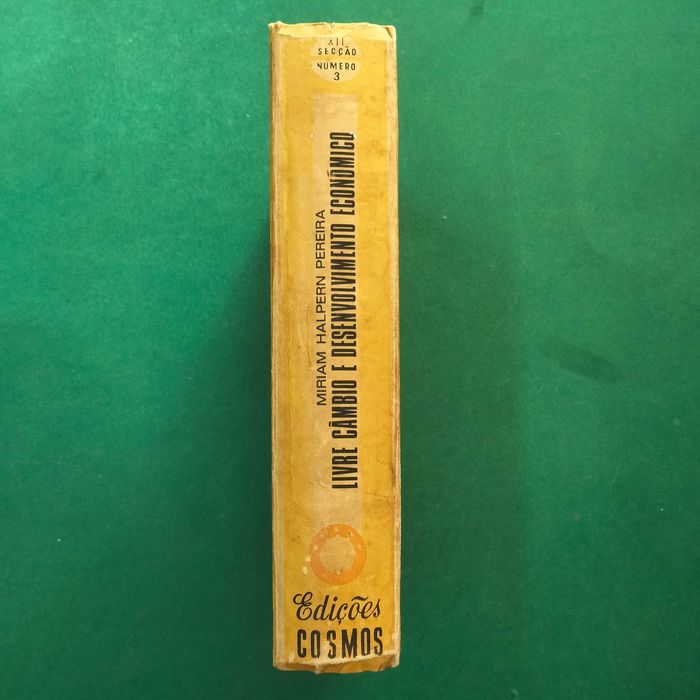 XII
SECÇÃO
NÚMERO
3
MIRIAM HALPERN PEREIRA
LIVRE CÂMBIO E DESENVOLVIMENTO ECONÓMICO
Edições
COSMOS